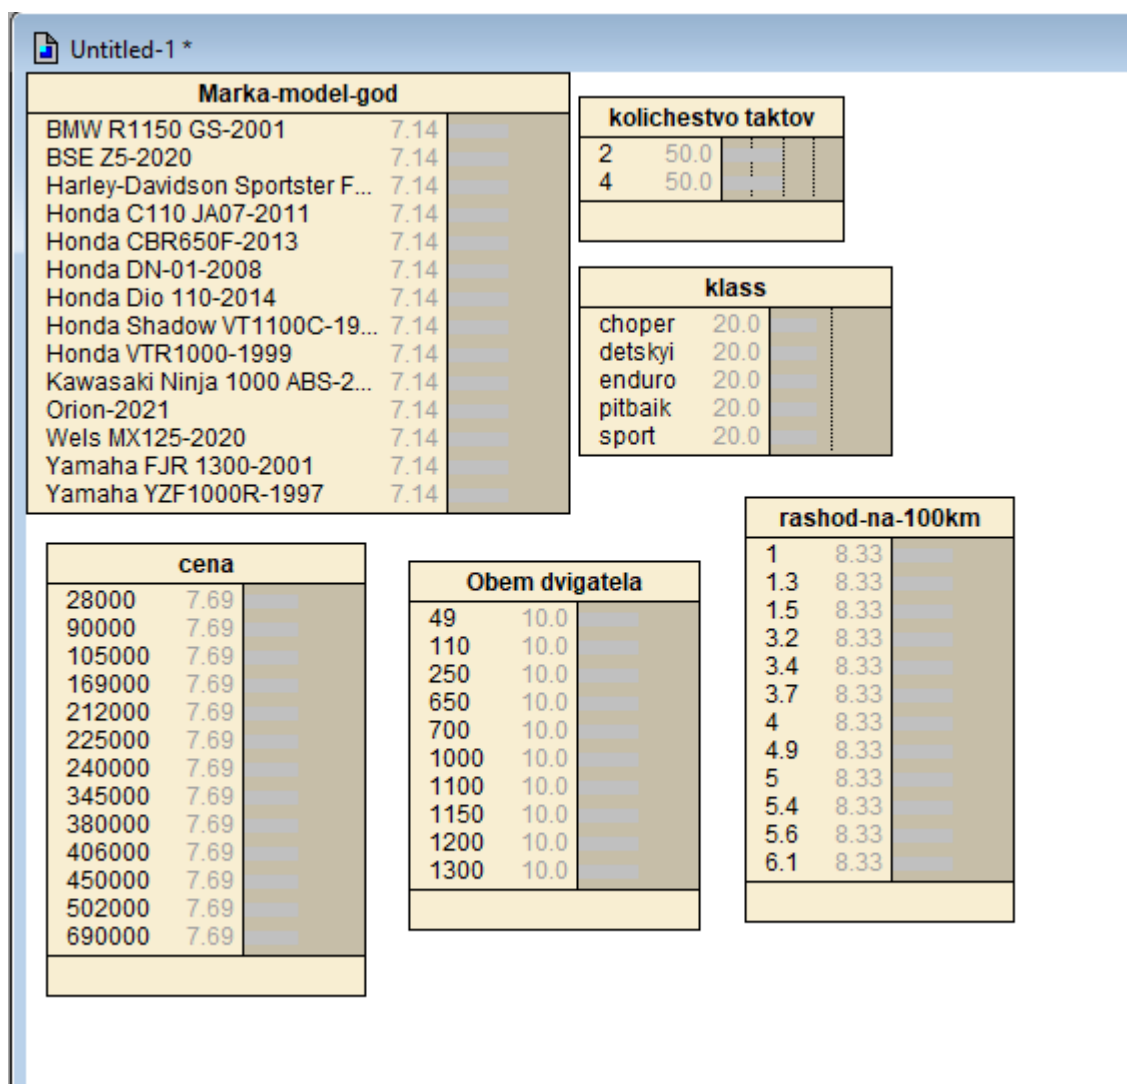 Untitled-1 *
Marka-model-god
BMW R1150 GS-2001 7.14
BSE Z5-2020 7.14
Harley-Davidson Sportster F... 7.14
Honda C110 JA07-2011 7.14
Honda CBR650F-2013 7.14
Honda DN-01-2008 7.14
Honda Dio 110-2014 7.14
Honda Shadow VT1100C-19... 7.14
Honda VTR1000-1999 7.14
Kawasaki Ninja 1000 ABS-2... 7.14
Orion-2021 7.14
Wels MX125-2020 7.14
Yamaha FJR 1300-2001 7.14
Yamaha YZF1000R-1997 7.14
kolichestvo taktov
2 50.0
4 50.0
klass
choper 20.0
detskyi 20.0
enduro 20.0
pitbaik 20.0
sport 20.0
cena
28000 7.69
90000 7.69
105000 7.69
169000 7.69
212000 7.69
225000 7.69
240000 7.69
345000 7.69
380000 7.69
406000 7.69
450000 7.69
502000 7.69
690000 7.69
Obem dvigatela
49 10.0
110 10.0
250 10.0
650 10.0
700 10.0
1000 10.0
1100 10.0
1150 10.0
1200 10.0
1300 10.0
rashod-na-100km
1 8.33
1.3 8.33
1.5 8.33
3.2 8.33
3.4 8.33
3.7 8.33
4 8.33
4.9 8.33
5 8.33
5.4 8.33
5.6 8.33
6.1 8.33